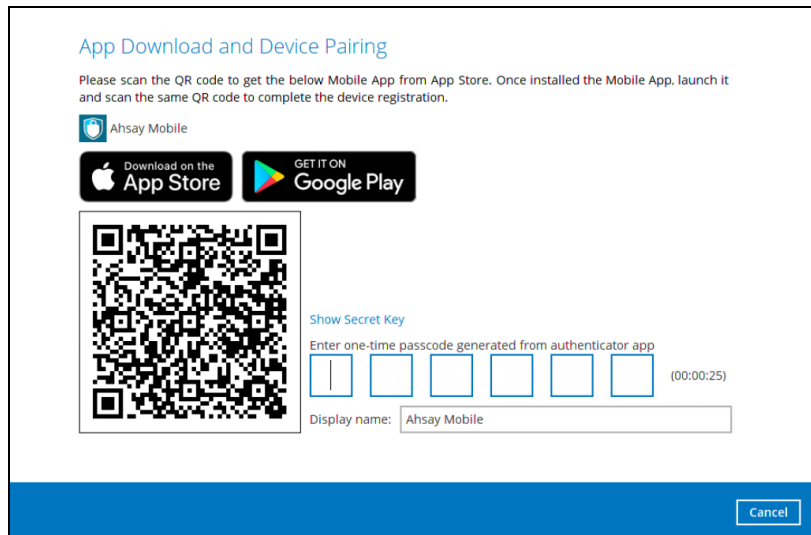 App Download and Device Pairing
Please scan the QR code to get the below Mobile App from App Store. Once installed the Mobile App, launch it
and scan the same QR code to complete the device registration.
Ahsay Mobile
Download on the
App Store
GET IT ON
Google Play
Show Secret Key
Enter one-time passcode generated from authenticator app
(00:00:25)
Display name: Ahsay Mobile
Cancel